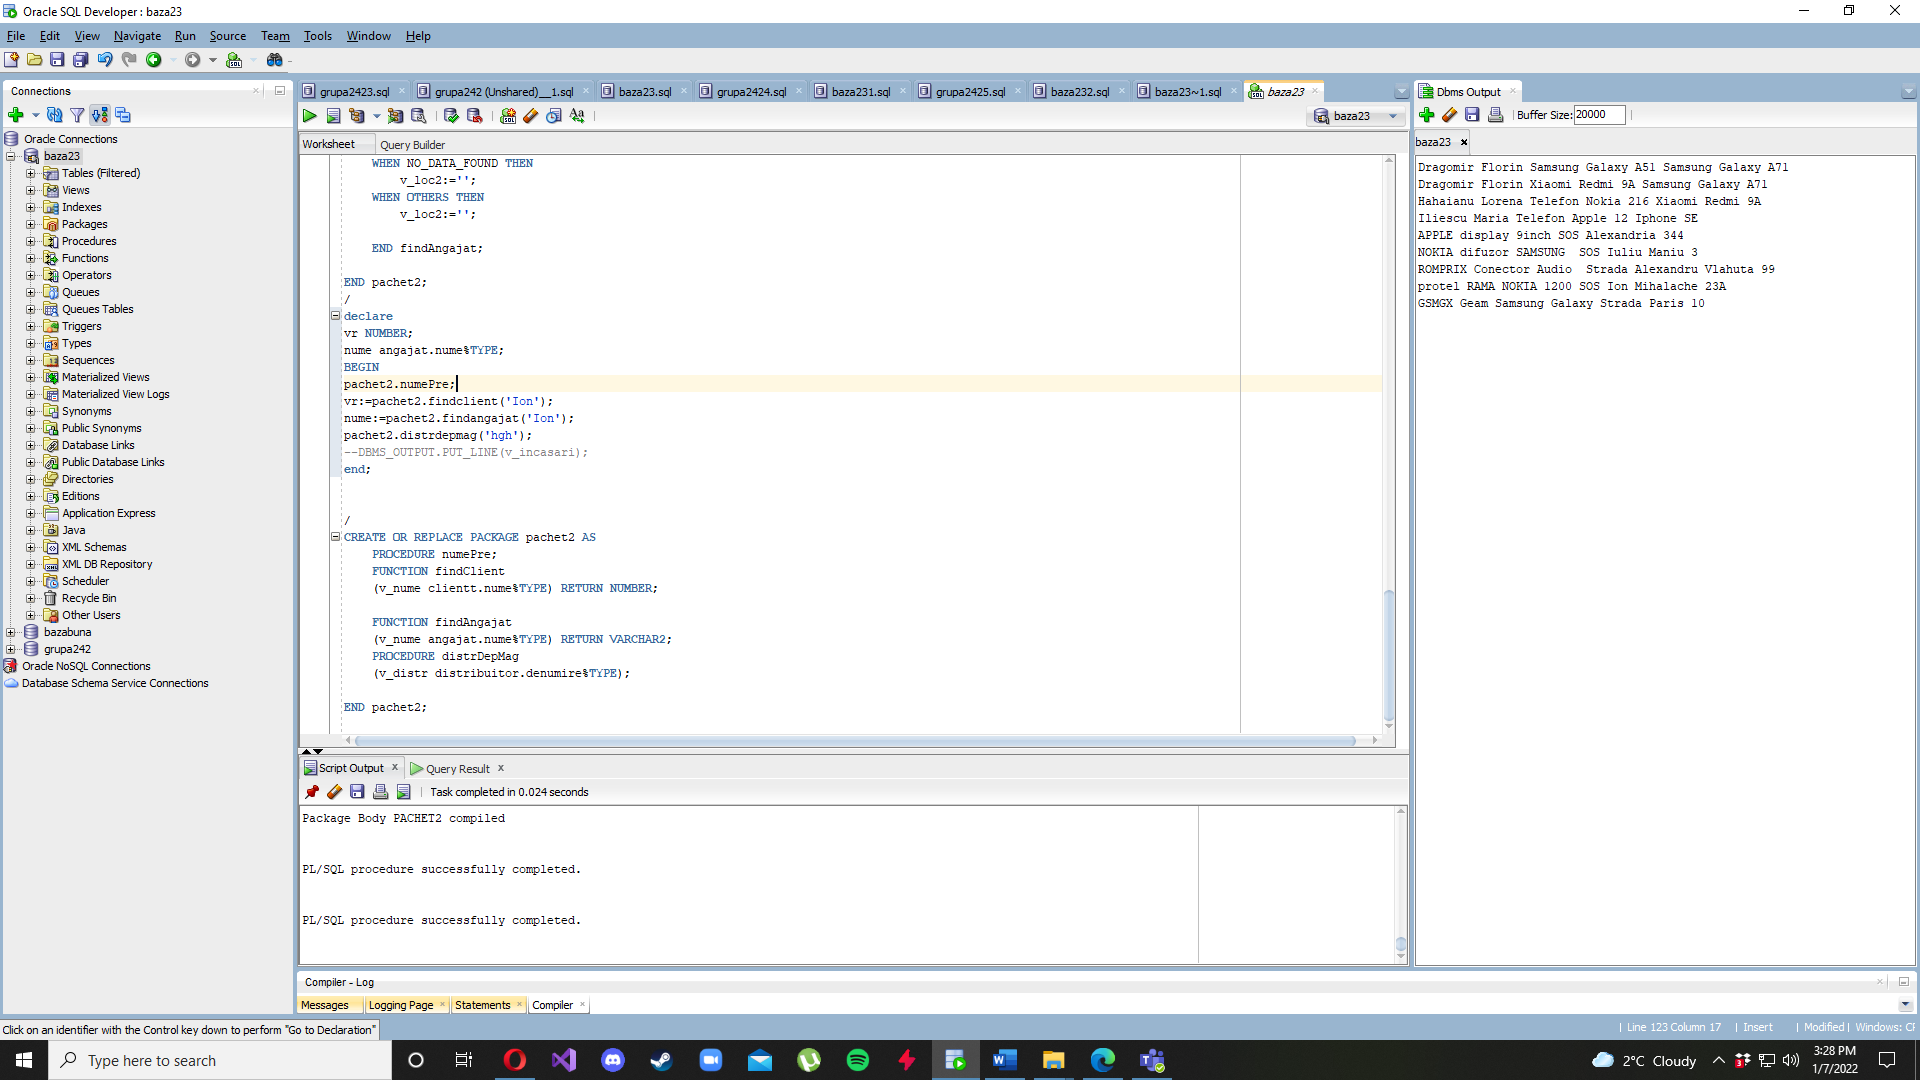 Oracle SQL Developer : baza23
File Edit View Navigate Run Source Team Tools Window Help
Connections
Oracle Connections
baza23
Tables (Filtered)
Views
Indexes
Packages
Procedures
Functions
Operators
Queues
Queues Tables
Triggers
Types
Sequences
Materialized Views
Materialized View Logs
Synonyms
Public Synonyms
Database Links
Public Database Links
Directories
Editions
Application Express
Java
XML Schemas
XML DB Repository
Scheduler
Recycle Bin
Other Users
bazabuna
grupa242
Oracle NoSQL Connections
Database Schema Service Connections
grupa2423.sql grupa242 (Unshared)__1.sql baza23.sql grupa2424.sql baza231.sql grupa2425.sql baza232.sql baza23~1.sql baza23
baza23
Worksheet Query Builder
WHEN NO_DATA_FOUND THEN
v_loc2:='';
WHEN OTHERS THEN
v_loc2:='';
END findAngajat;
END pachet2;
/
declare
vr NUMBER;
nume angajat.nume%TYPE;
BEGIN
pachet2.numePre;
vr:=pachet2.findclient('Ion');
nume:=pachet2.findangajat('Ion');
pachet2.distrdepmag('hgh');
--DBMS_OUTPUT.PUT_LINE(v_incasari);
end;
/
CREATE OR REPLACE PACKAGE pachet2 AS
PROCEDURE numePre;
FUNCTION findClient
(v_nume clientt.nume%TYPE) RETURN NUMBER;
FUNCTION findAngajat
(v_nume angajat.nume%TYPE) RETURN VARCHAR2;
PROCEDURE distrDepMag
(v_distr distribuitor.denumire%TYPE);
END pachet2;
Script Output Query Result
Task completed in 0.024 seconds
Package Body PACHET2 compiled
PL/SQL procedure successfully completed.
PL/SQL procedure successfully completed.
Compiler - Log
Messages Logging Page Statements Compiler
Dbms Output
Buffer Size: 20000
baza23
Dragomir Florin Samsung Galaxy A51 Samsung Galaxy A71
Dragomir Florin Xiaomi Redmi 9A Samsung Galaxy A71
Hahaianu Lorena Telefon Nokia 216 Xiaomi Redmi 9A
Iliescu Maria Telefon Apple 12 Iphone SE
APPLE display 9inch SOS Alexandria 344
NOKIA difuzor SAMSUNG  SOS Iuliu Maniu 3
ROMPRIX Conector Audio  Strada Alexandru Vlahuta 99
protel RAMA NOKIA 1200 SOS Ion Mihalache 23A
GSMGX Geam Samsung Galaxy Strada Paris 10
Click on an identifier with the Control key down to perform "Go to Declaration"
Line 123 Column 17 Insert Modified Windows:
Type here to search
2°C Cloudy
3:28 PM
1/7/2022